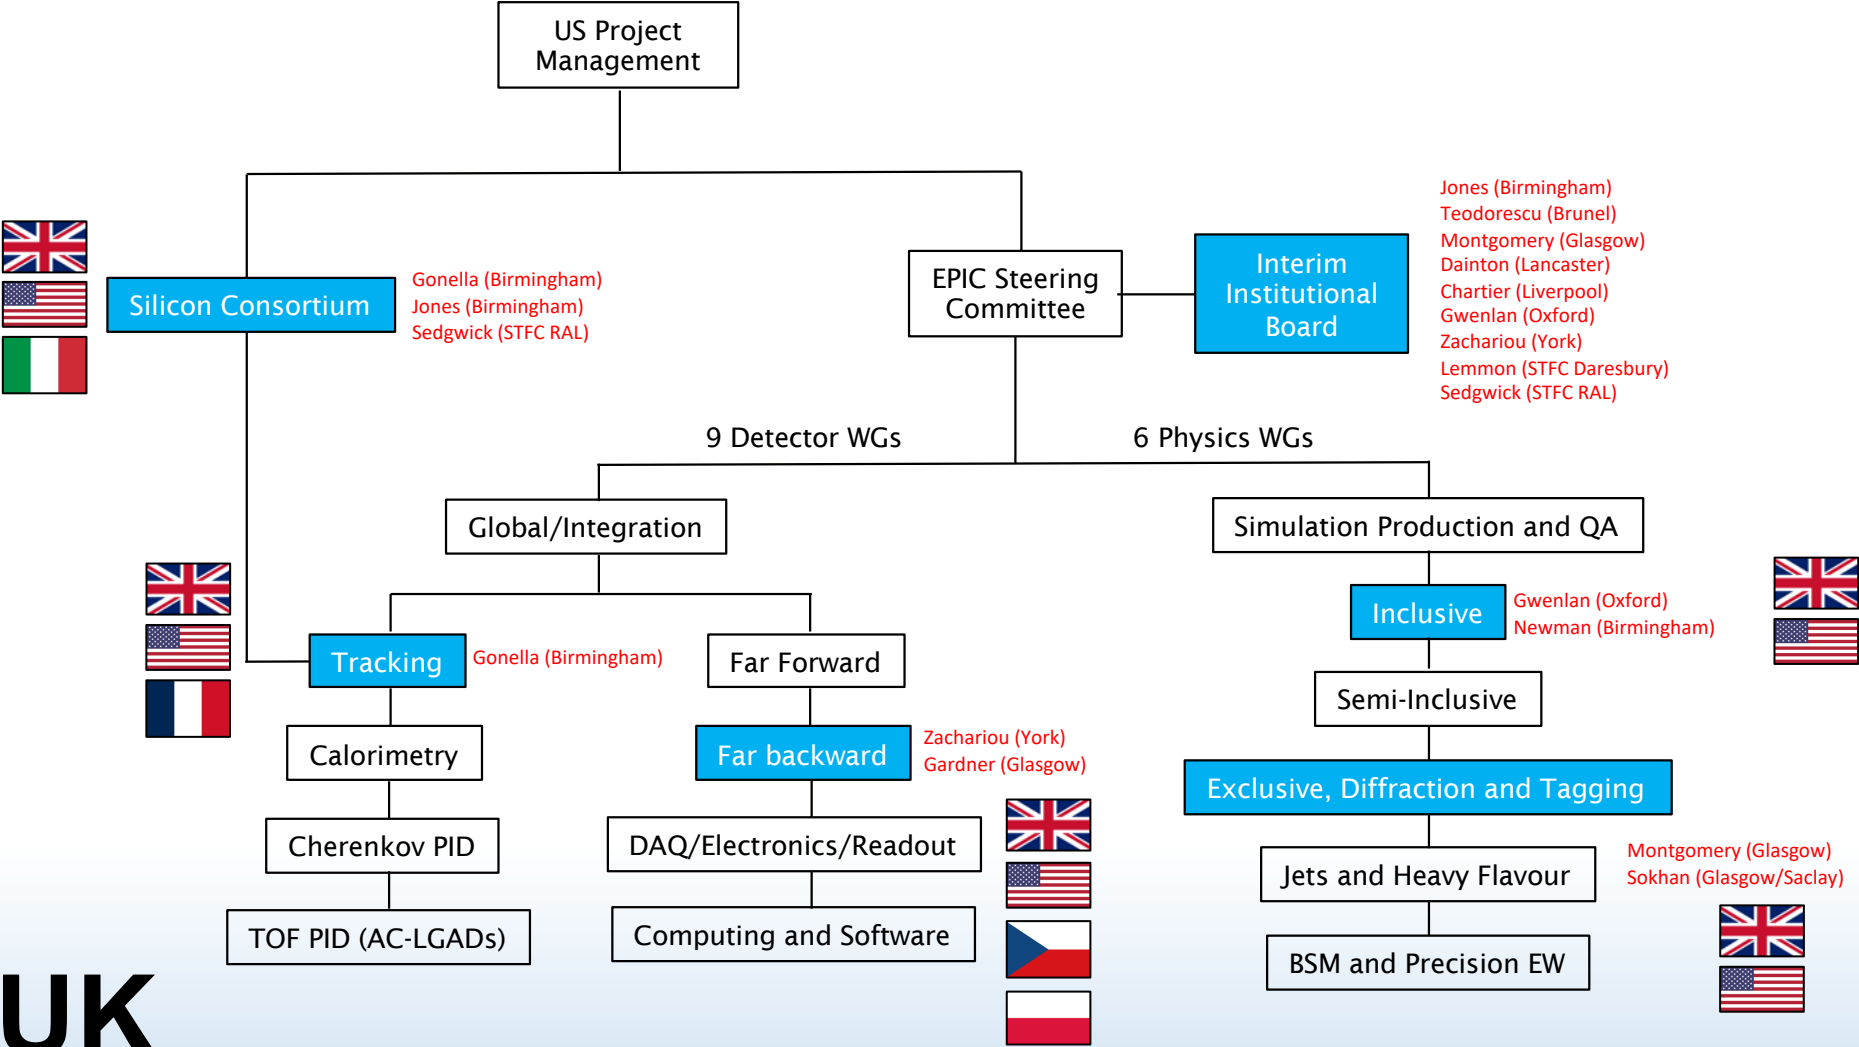 US Project
Management
Jones (Birmingham)
Teodorescu (Brunel)
Montgomery (Glasgow)
Dainton (Lancaster)
Chartier (Liverpool)
Gwenlan (Oxford)
Zachariou (York)
Lemmon (STFC Daresbury)
Sedgwick (STFC RAL)
Silicon Consortium
Gonella (Birmingham)
Jones (Birmingham)
Sedgwick (STFC RAL)
EPIC Steering
Committee
Interim
Institutional
Board
9 Detector WGs
6 Physics WGs
Global/Integration
Simulation Production and QA
Inclusive
Gwenlan (Oxford)
Newman (Birmingham)
Tracking
Gonella (Birmingham)
Far Forward
Semi-Inclusive
Calorimetry
Far backward
Zachariou (York)
Gardner (Glasgow)
Exclusive, Diffraction and Tagging
Cherenkov PID
DAQ/Electronics/Readout
Jets and Heavy Flavour
Montgomery (Glasgow)
Sokhan (Glasgow/Saclay)
TOF PID (AC-LGADs)
Computing and Software
BSM and Precision EW
UK